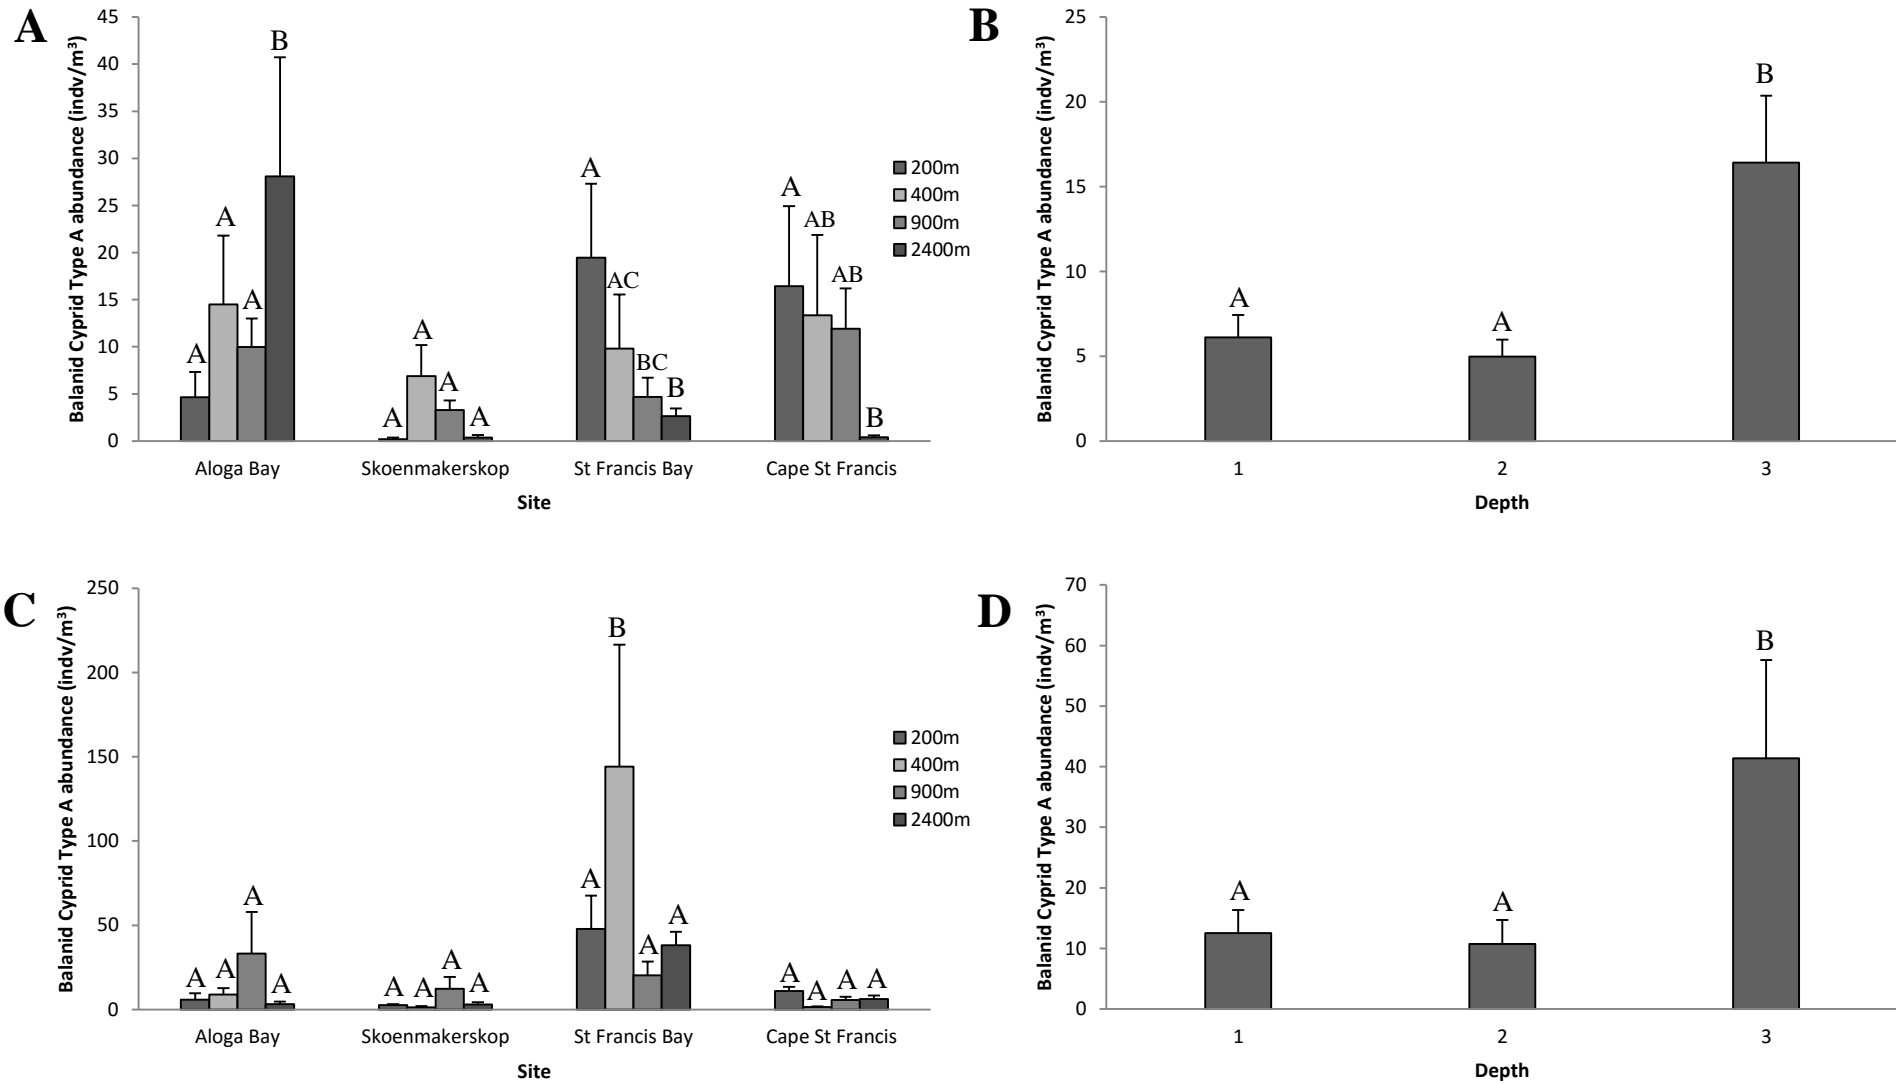 A
Balanid Cyprid Type A abundance (indv/m³)
45
40
35
30
25
20
15
10
5
0
A
A
A
B
A
A
A
A
A
AC
BC
B
A
AB
AB
B
200m
400m
900m
2400m
Aloga Bay
Skoenmakerskop
St Francis Bay
Cape St Francis
Site
B
Balanid Cyprid Type A abundance (indv/m³)
25
20
15
10
5
0
A
A
B
1
2
3
Depth
C
Balanid Cyprid Type A abundance (indv/m³)
250
200
150
100
50
0
A
A
A
A
A
A
A
A
A
B
A
A
A
A
A
A
200m
400m
900m
2400m
Aloga Bay
Skoenmakerskop
St Francis Bay
Cape St Francis
Site
D
Balanid Cyprid Type A abundance (indv/m³)
70
60
50
40
30
20
10
0
A
A
B
1
2
3
Depth